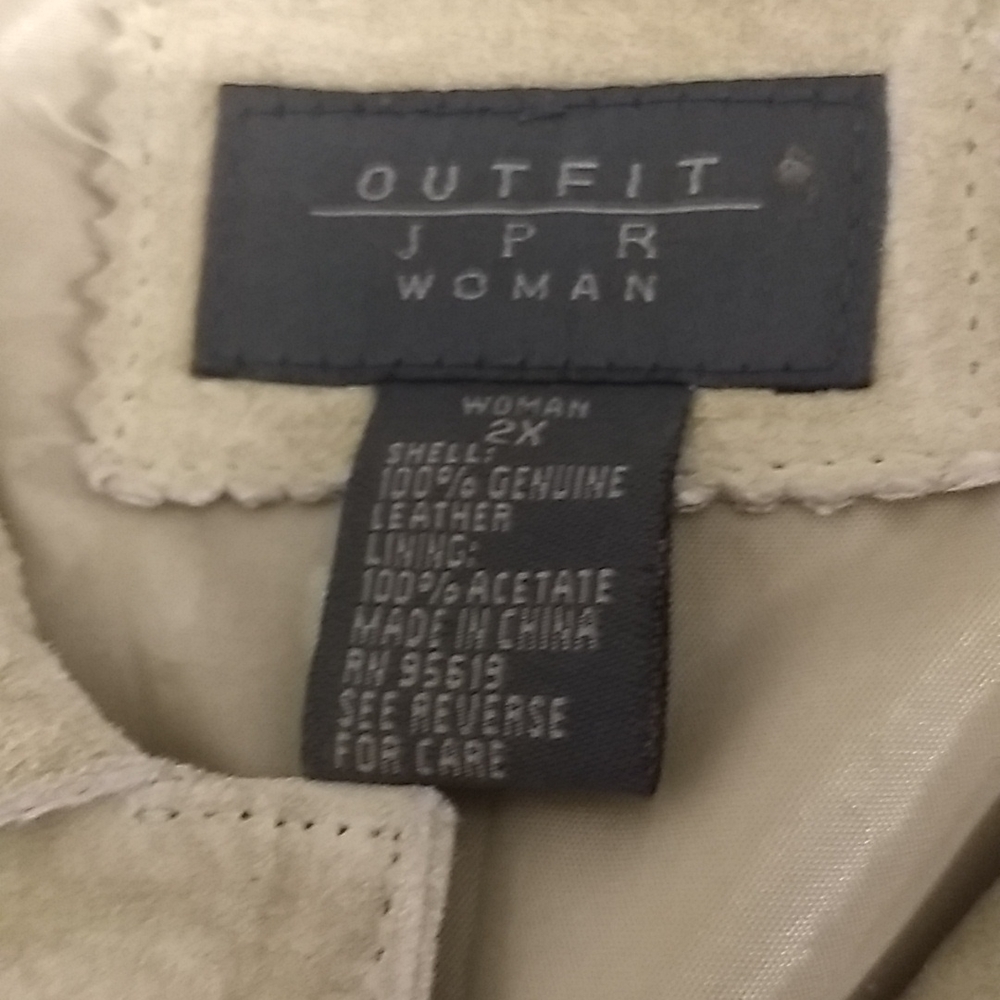 OUTFIT
J P R
WOMAN
WOMAN
2X
SHELL:
100% GENUINE
LEATHER
LINING:
100% ACETATE
MADE IN CHINA
RN 95619
SEE REVERSE
FOR CARE